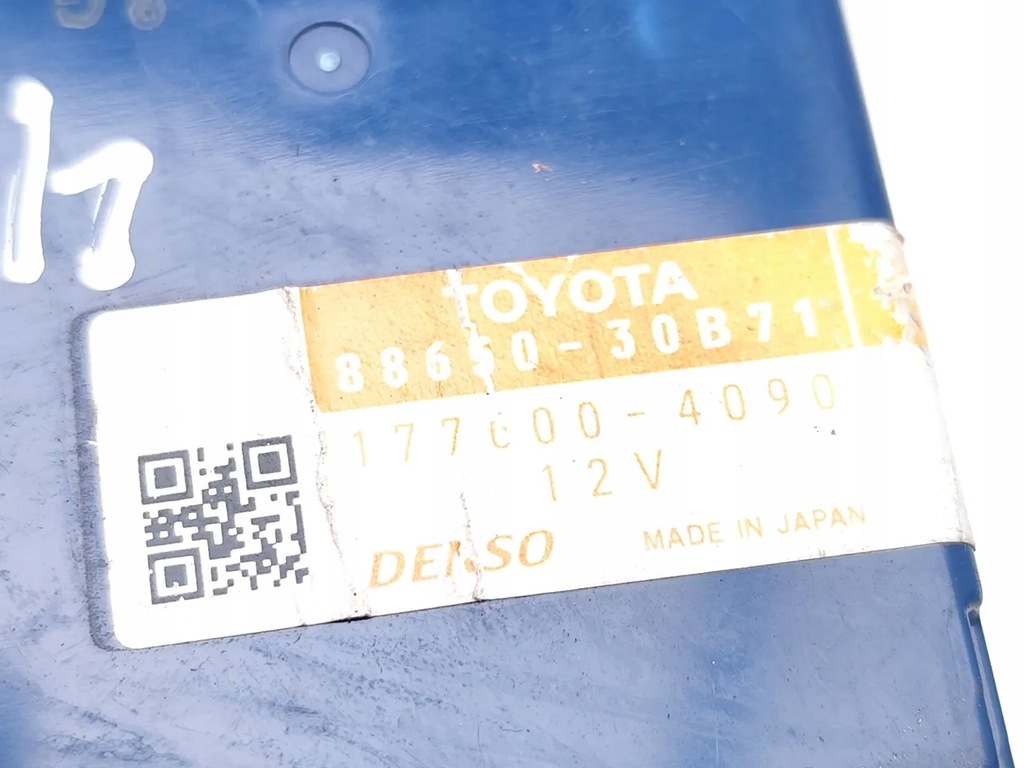 TOYOTA
88650-30B71
177600-4090
12V
DENSO
MADE IN JAPAN